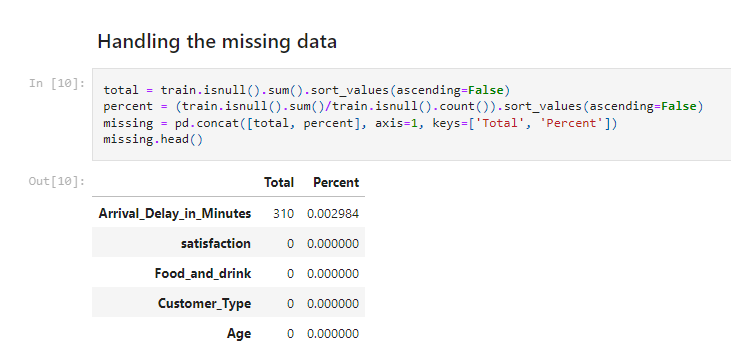 Handling the missing data
In [10]:
total = train.isnull().sum().sort_values(ascending=False)
percent = (train.isnull().sum()/train.isnull().count()).sort_values(ascending=False)
missing = pd.concat([total, percent], axis=1, keys=['Total', 'Percent'])
missing.head()
Out[10]:
Total Percent
Arrival_Delay_in_Minutes 310 0.002984
satisfaction 0 0.000000
Food_and_drink 0 0.000000
Customer_Type 0 0.000000
Age 0 0.000000